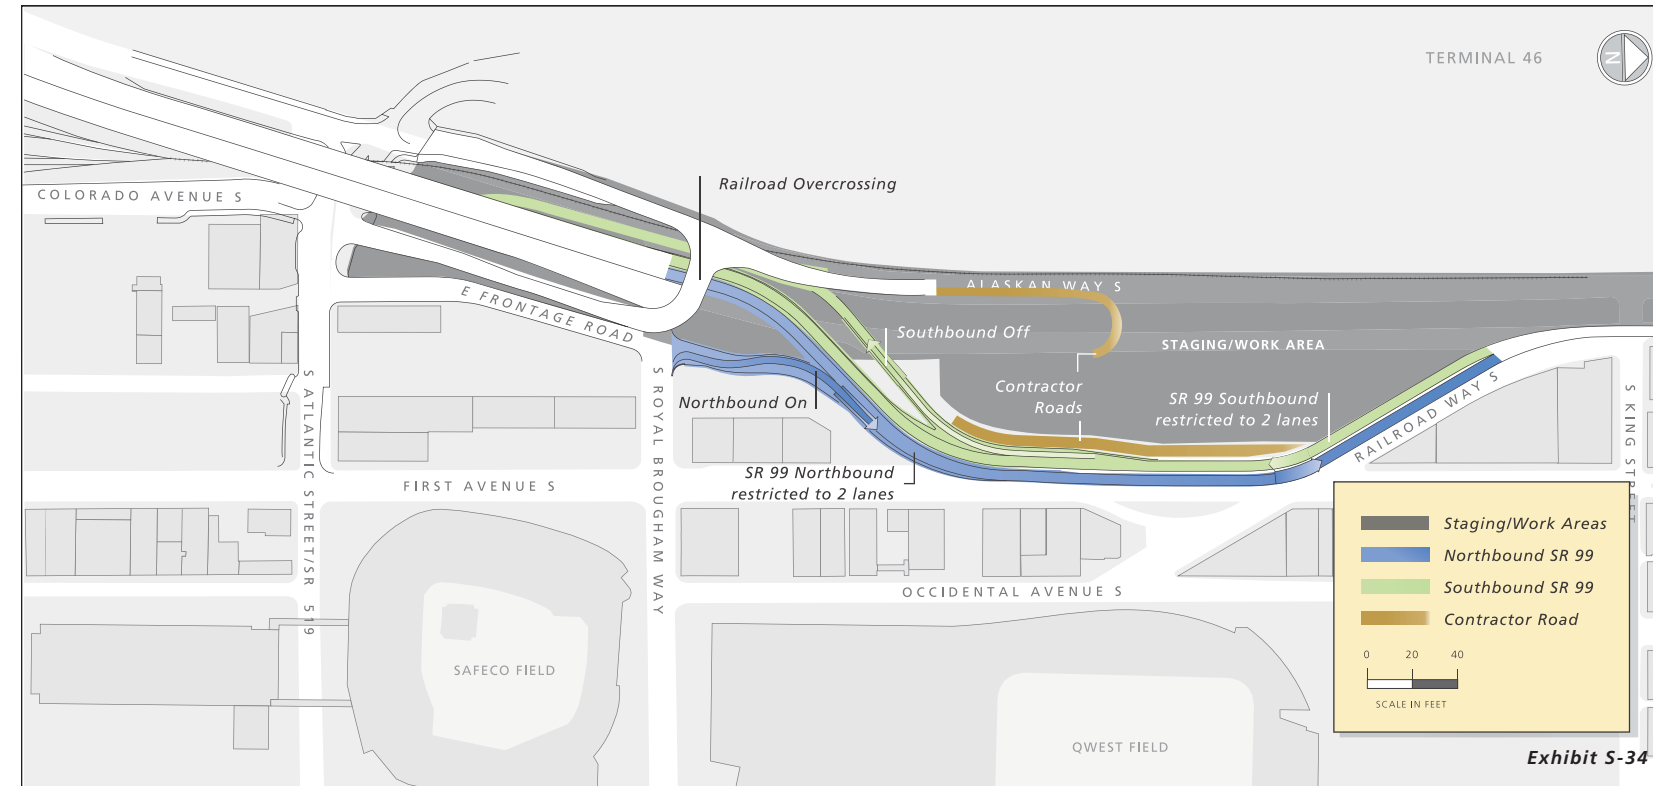 TERMINAL 46
N
COLORADO AVENUE S
Railroad Overcrossing
ALASKAN WAY S
E FRONTAGE ROAD
Southbound Off
STAGING/WORK AREA
Contractor
Roads
SR 99 Southbound
restricted to 2 lanes
Northbound On
RAILROAD WAY S
S KING STREET
S ATLANTIC STREET/SR 519
S ROYAL BROUGHAM WAY
SR 99 Northbound
restricted to 2 lanes
FIRST AVENUE S
OCCIDENTAL AVENUE S
SAFECO FIELD
QWEST FIELD
Staging/Work Areas
Northbound SR 99
Southbound SR 99
Contractor Road
0 20 40
SCALE IN FEET
Exhibit S-34